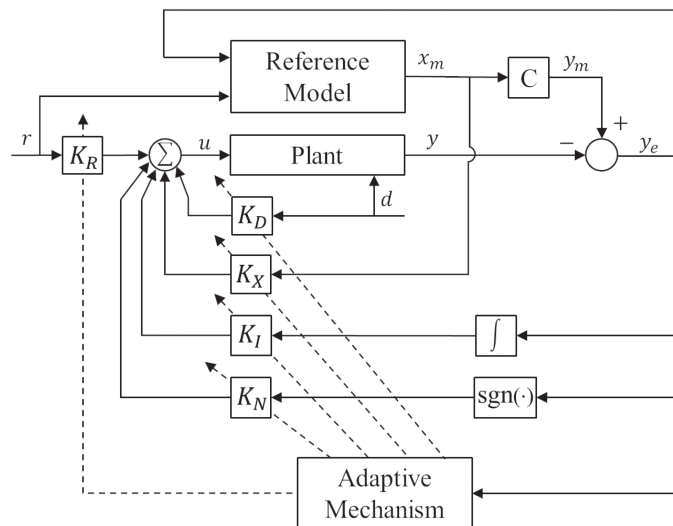 Reference
Model
x_m
C
y_m
+
−
y_e
r
K_R
Σ
u
Plant
y
d
K_D
K_X
K_I
∫
K_N
sgn(·)
Adaptive
Mechanism